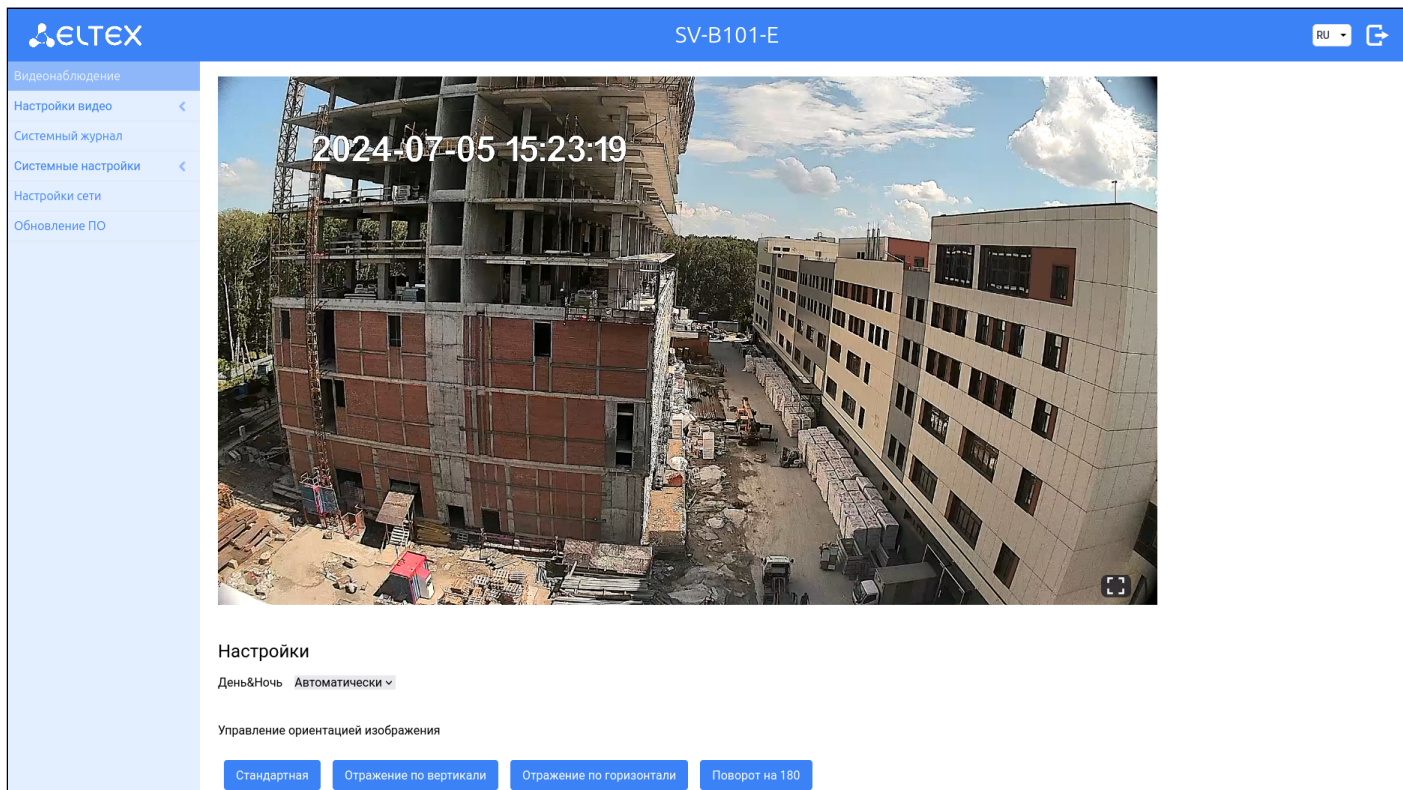 ELTEX
SV-B101-E
RU
Видеонаблюдение
Настройки видео
Системный журнал
Системные настройки
Настройки сети
Обновление ПО
2024-07-05 15:23:19
Настройки
День&Ночь Автоматически
Управление ориентацией изображения
Стандартная Отражение по вертикали Отражение по горизонтали Поворот на 180